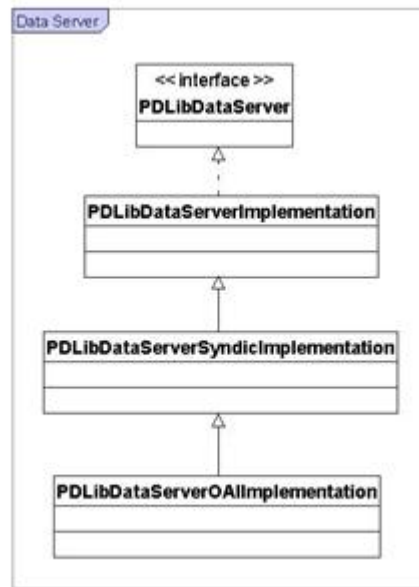 Data Server
<< interface >>
PDLibDataServer
PDLibDataServerImplementation
PDLibDataServerSyndicImplementation
PDLibDataServerOAIImplementation